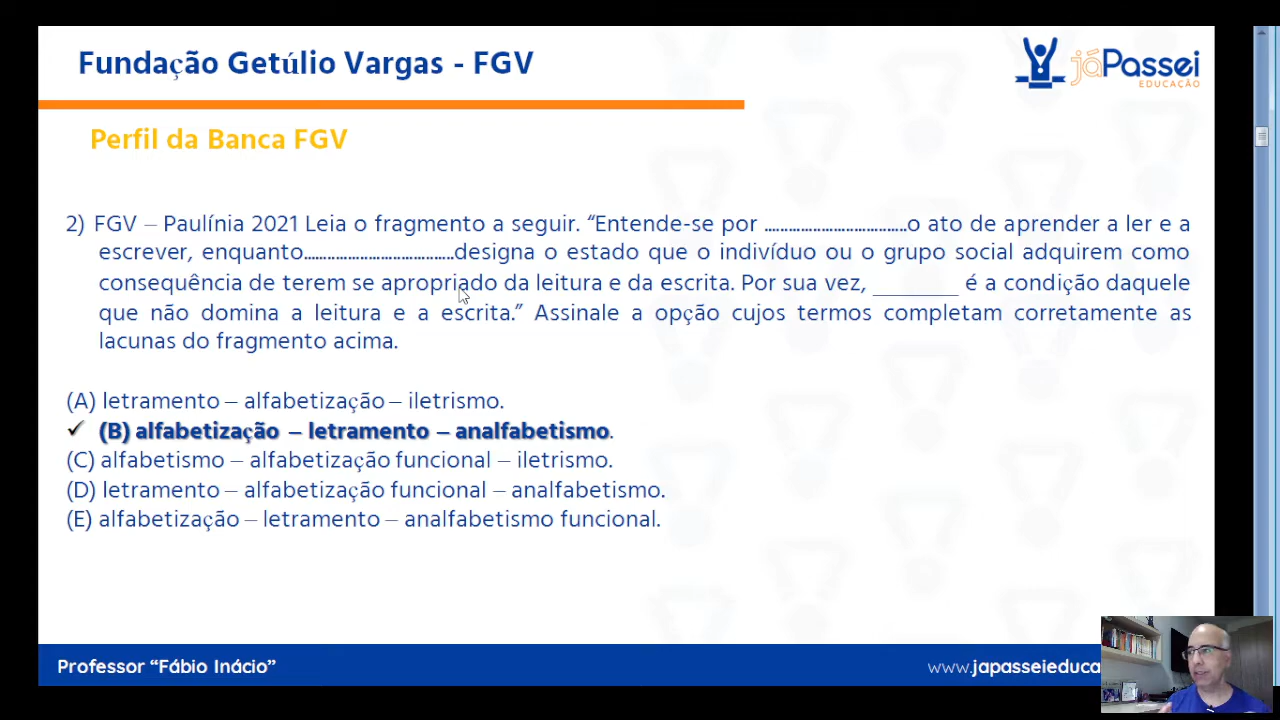 Fundação Getúlio Vargas - FGV
jáPassei
EDUCAÇÃO
Perfil da Banca FGV
2) FGV – Paulínia 2021 Leia o fragmento a seguir. “Entende-se por ..................................o ato de aprender a ler e a
escrever, enquanto....................................designa o estado que o indivíduo ou o grupo social adquirem como
consequência de terem se apropriado da leitura e da escrita. Por sua vez, _______ é a condição daquele
que não domina a leitura e a escrita.” Assinale a opção cujos termos completam corretamente as
lacunas do fragmento acima.
(A) letramento – alfabetização – iletrismo.
✓ (B) alfabetização – letramento – analfabetismo.
(C) alfabetismo – alfabetização funcional – iletrismo.
(D) letramento – alfabetização funcional – analfabetismo.
(E) alfabetização – letramento – analfabetismo funcional.
Professor “Fábio Inácio” www.japasseieduca